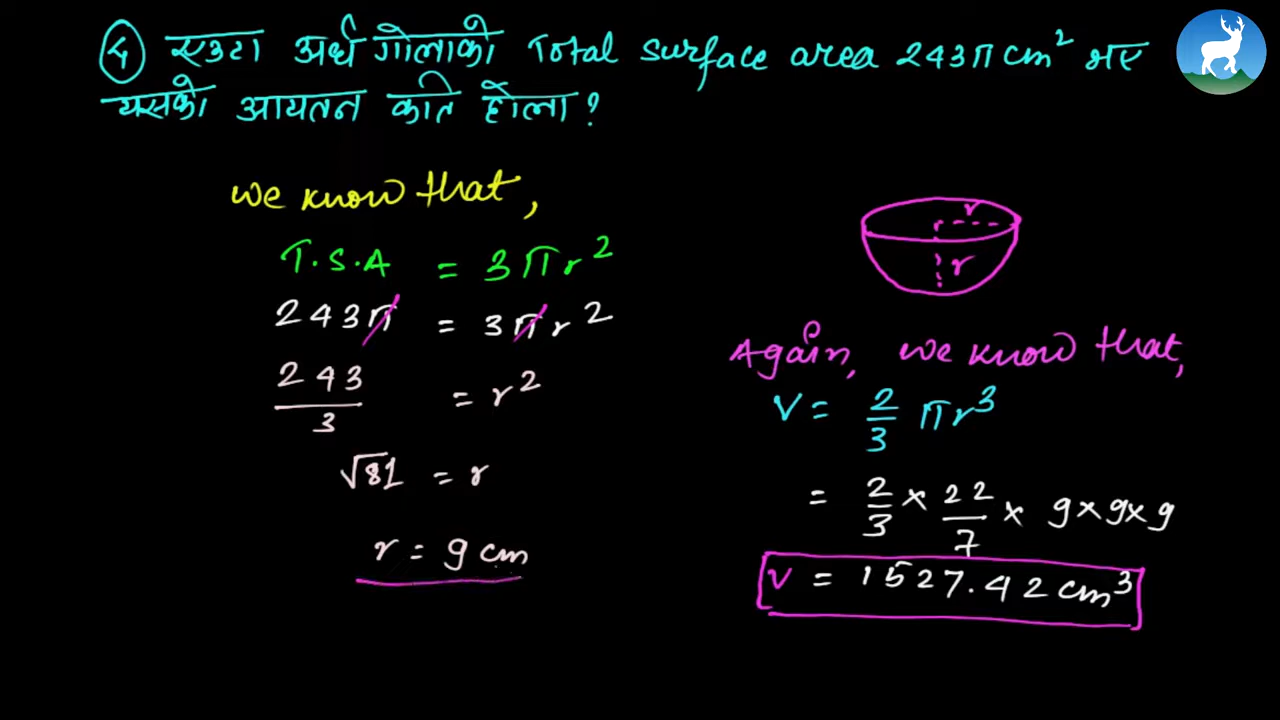 ५ एउटा अर्ध गोलाको Total surface area 243π cm² भए
यसको आयतन कति होला ?
we know that,
T.S.A = 3πr²
243π = 3πr²
243/3 = r²
√81 = r
r = 9 cm
r
r
Again, we know that,
V = 2/3 πr³
= 2/3 × 22/7 × 9×9×9
V = 1527.42 cm³